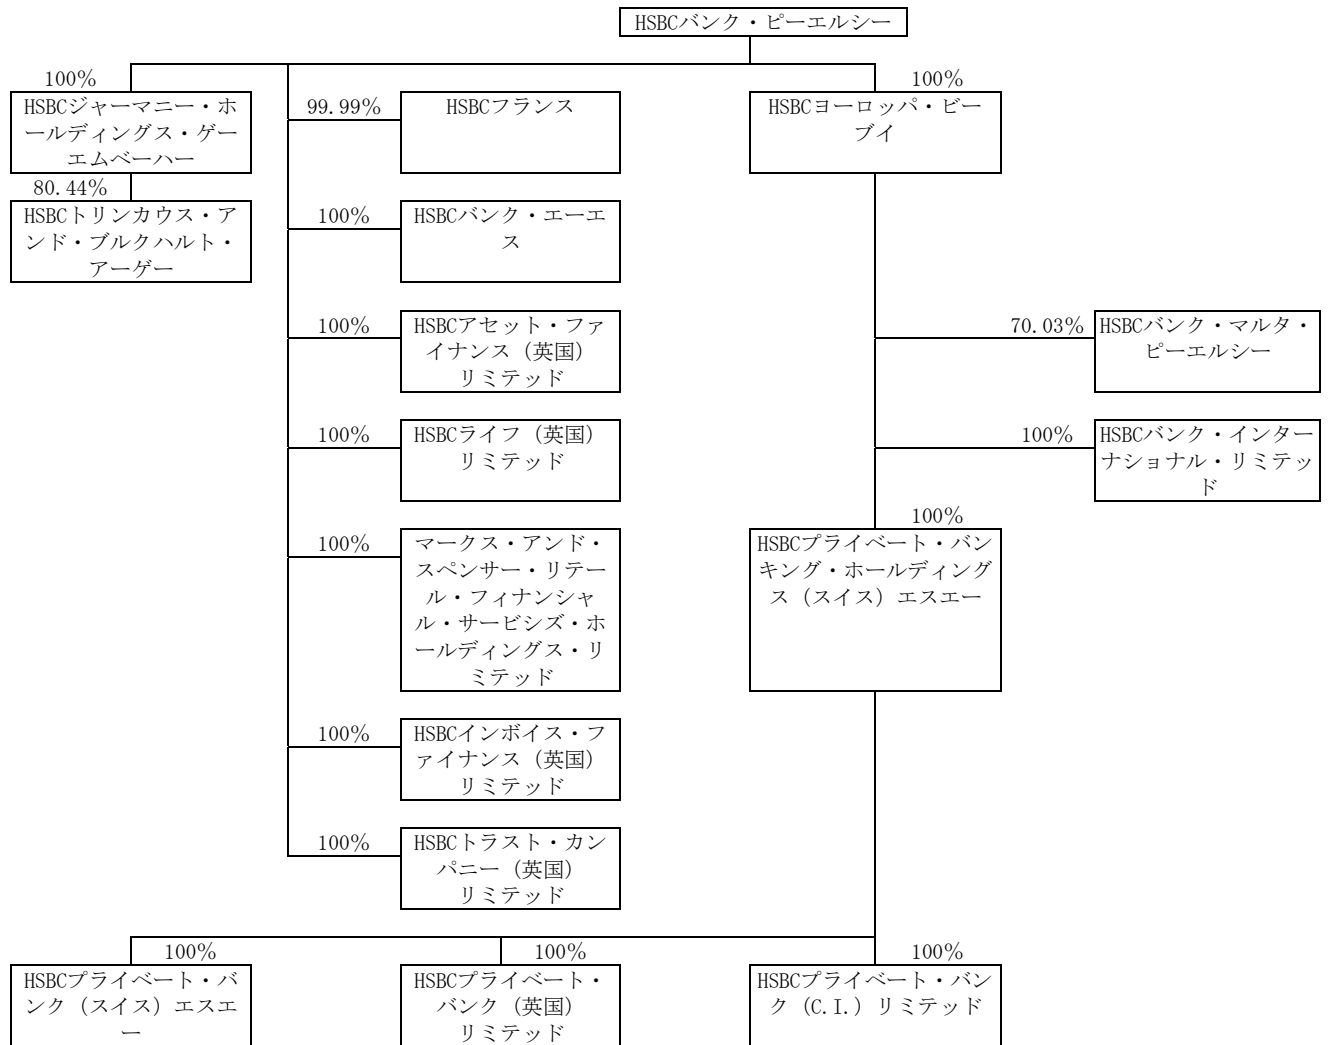 HSBCバンク・ピーエルシー
100%
HSBCジャーマニー・ホ
ールディングス・ゲー
エムベーハー
80.44%
HSBCトリンカウス・ア
ンド・ブルクハルト・
アーゲー
99.99%
HSBCフランス
100%
HSBCバンク・エーエ
ス
100%
HSBCアセット・ファ
イナンス（英国）
リミテッド
100%
HSBCライフ（英国）
リミテッド
100%
マークス・アンド・
スペンサー・リテー
ル・フィナンシャ
ル・サービシズ・ホ
ールディングス・リ
ミテッド
100%
HSBCインボイス・フ
ァイナンス（英国）
リミテッド
100%
HSBCトラスト・カン
パニー（英国）
リミテッド
100%
HSBCヨーロッパ・ビー
ブイ
70.03%
HSBCバンク・マルタ・
ピーエルシー
100%
HSBCバンク・インター
ナショナル・リミテッ
ド
100%
HSBCプライベート・バン
キング・ホールディング
ス（スイス）エスエー
100%
HSBCプライベート・バ
ンク（スイス）エスエ
ー
100%
HSBCプライベート・
バンク（英国）
リミテッド
100%
HSBCプライベート・バン
ク（C.I.）リミテッド